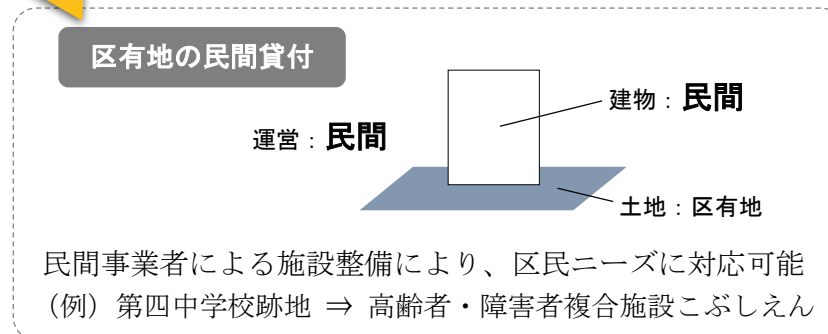 区有地の民間貸付
建物：民間
運営：民間
土地：区有地
民間事業者による施設整備により、区民ニーズに対応可能
（例）第四中学校跡地 ⇒ 高齢者・障害者複合施設こぶしえん